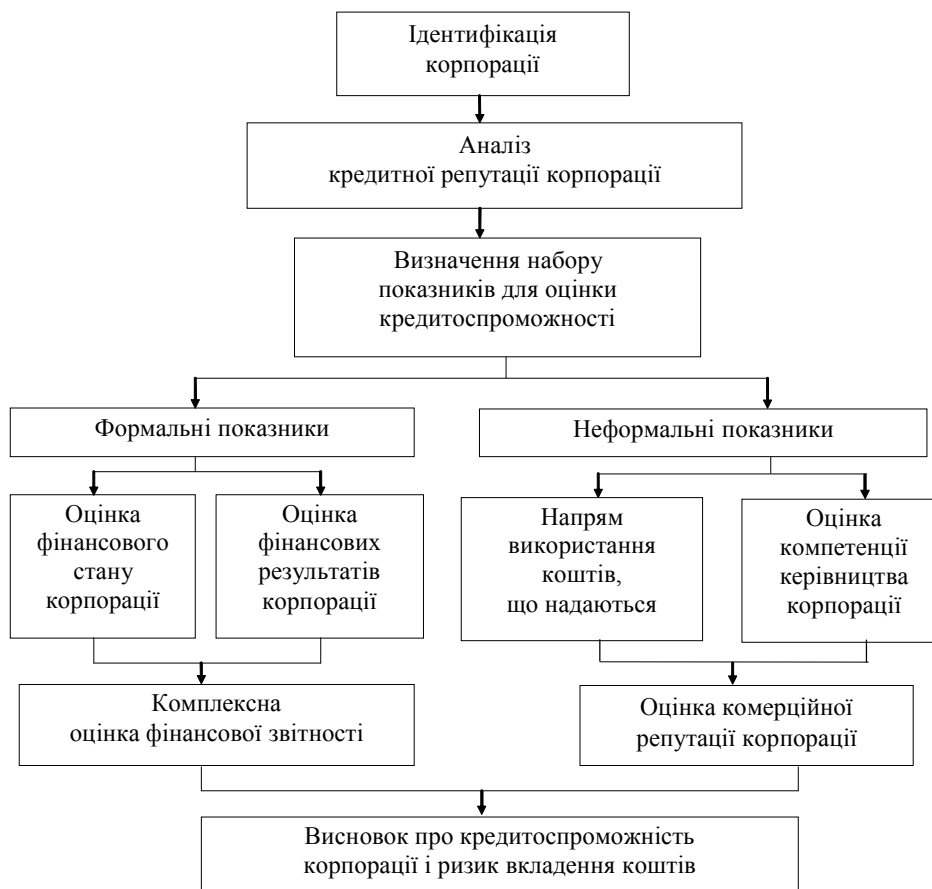 Ідентифікація
корпорації
Аналіз
кредитної репутації корпорації
Визначення набору
показників для оцінки
кредитоспроможності
Формальні показники
Неформальні показники
Оцінка
фінансового
стану
корпорації
Оцінка
фінансових
результатів
корпорації
Напрям
використання
коштів,
що надаються
Оцінка
компетенції
керівництва
корпорації
Комплексна
оцінка фінансової звітності
Оцінка комерційної
репутації корпорації
Висновок про кредитоспроможність
корпорації і ризик вкладення коштів